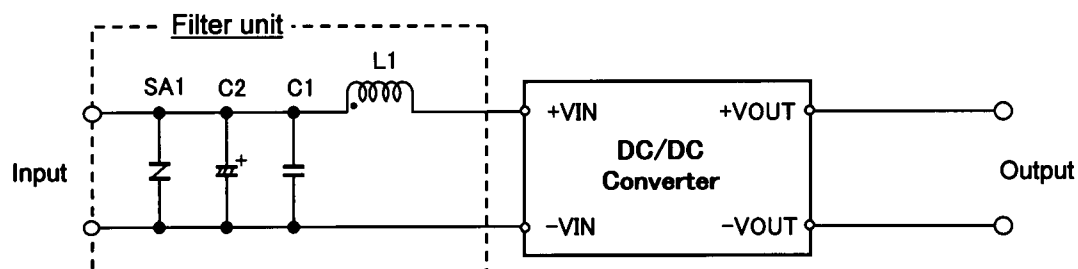 Filter unit
L1
SA1 C2 C1
+
+VIN +VOUT
DC/DC
Input Converter Output
-VIN -VOUT